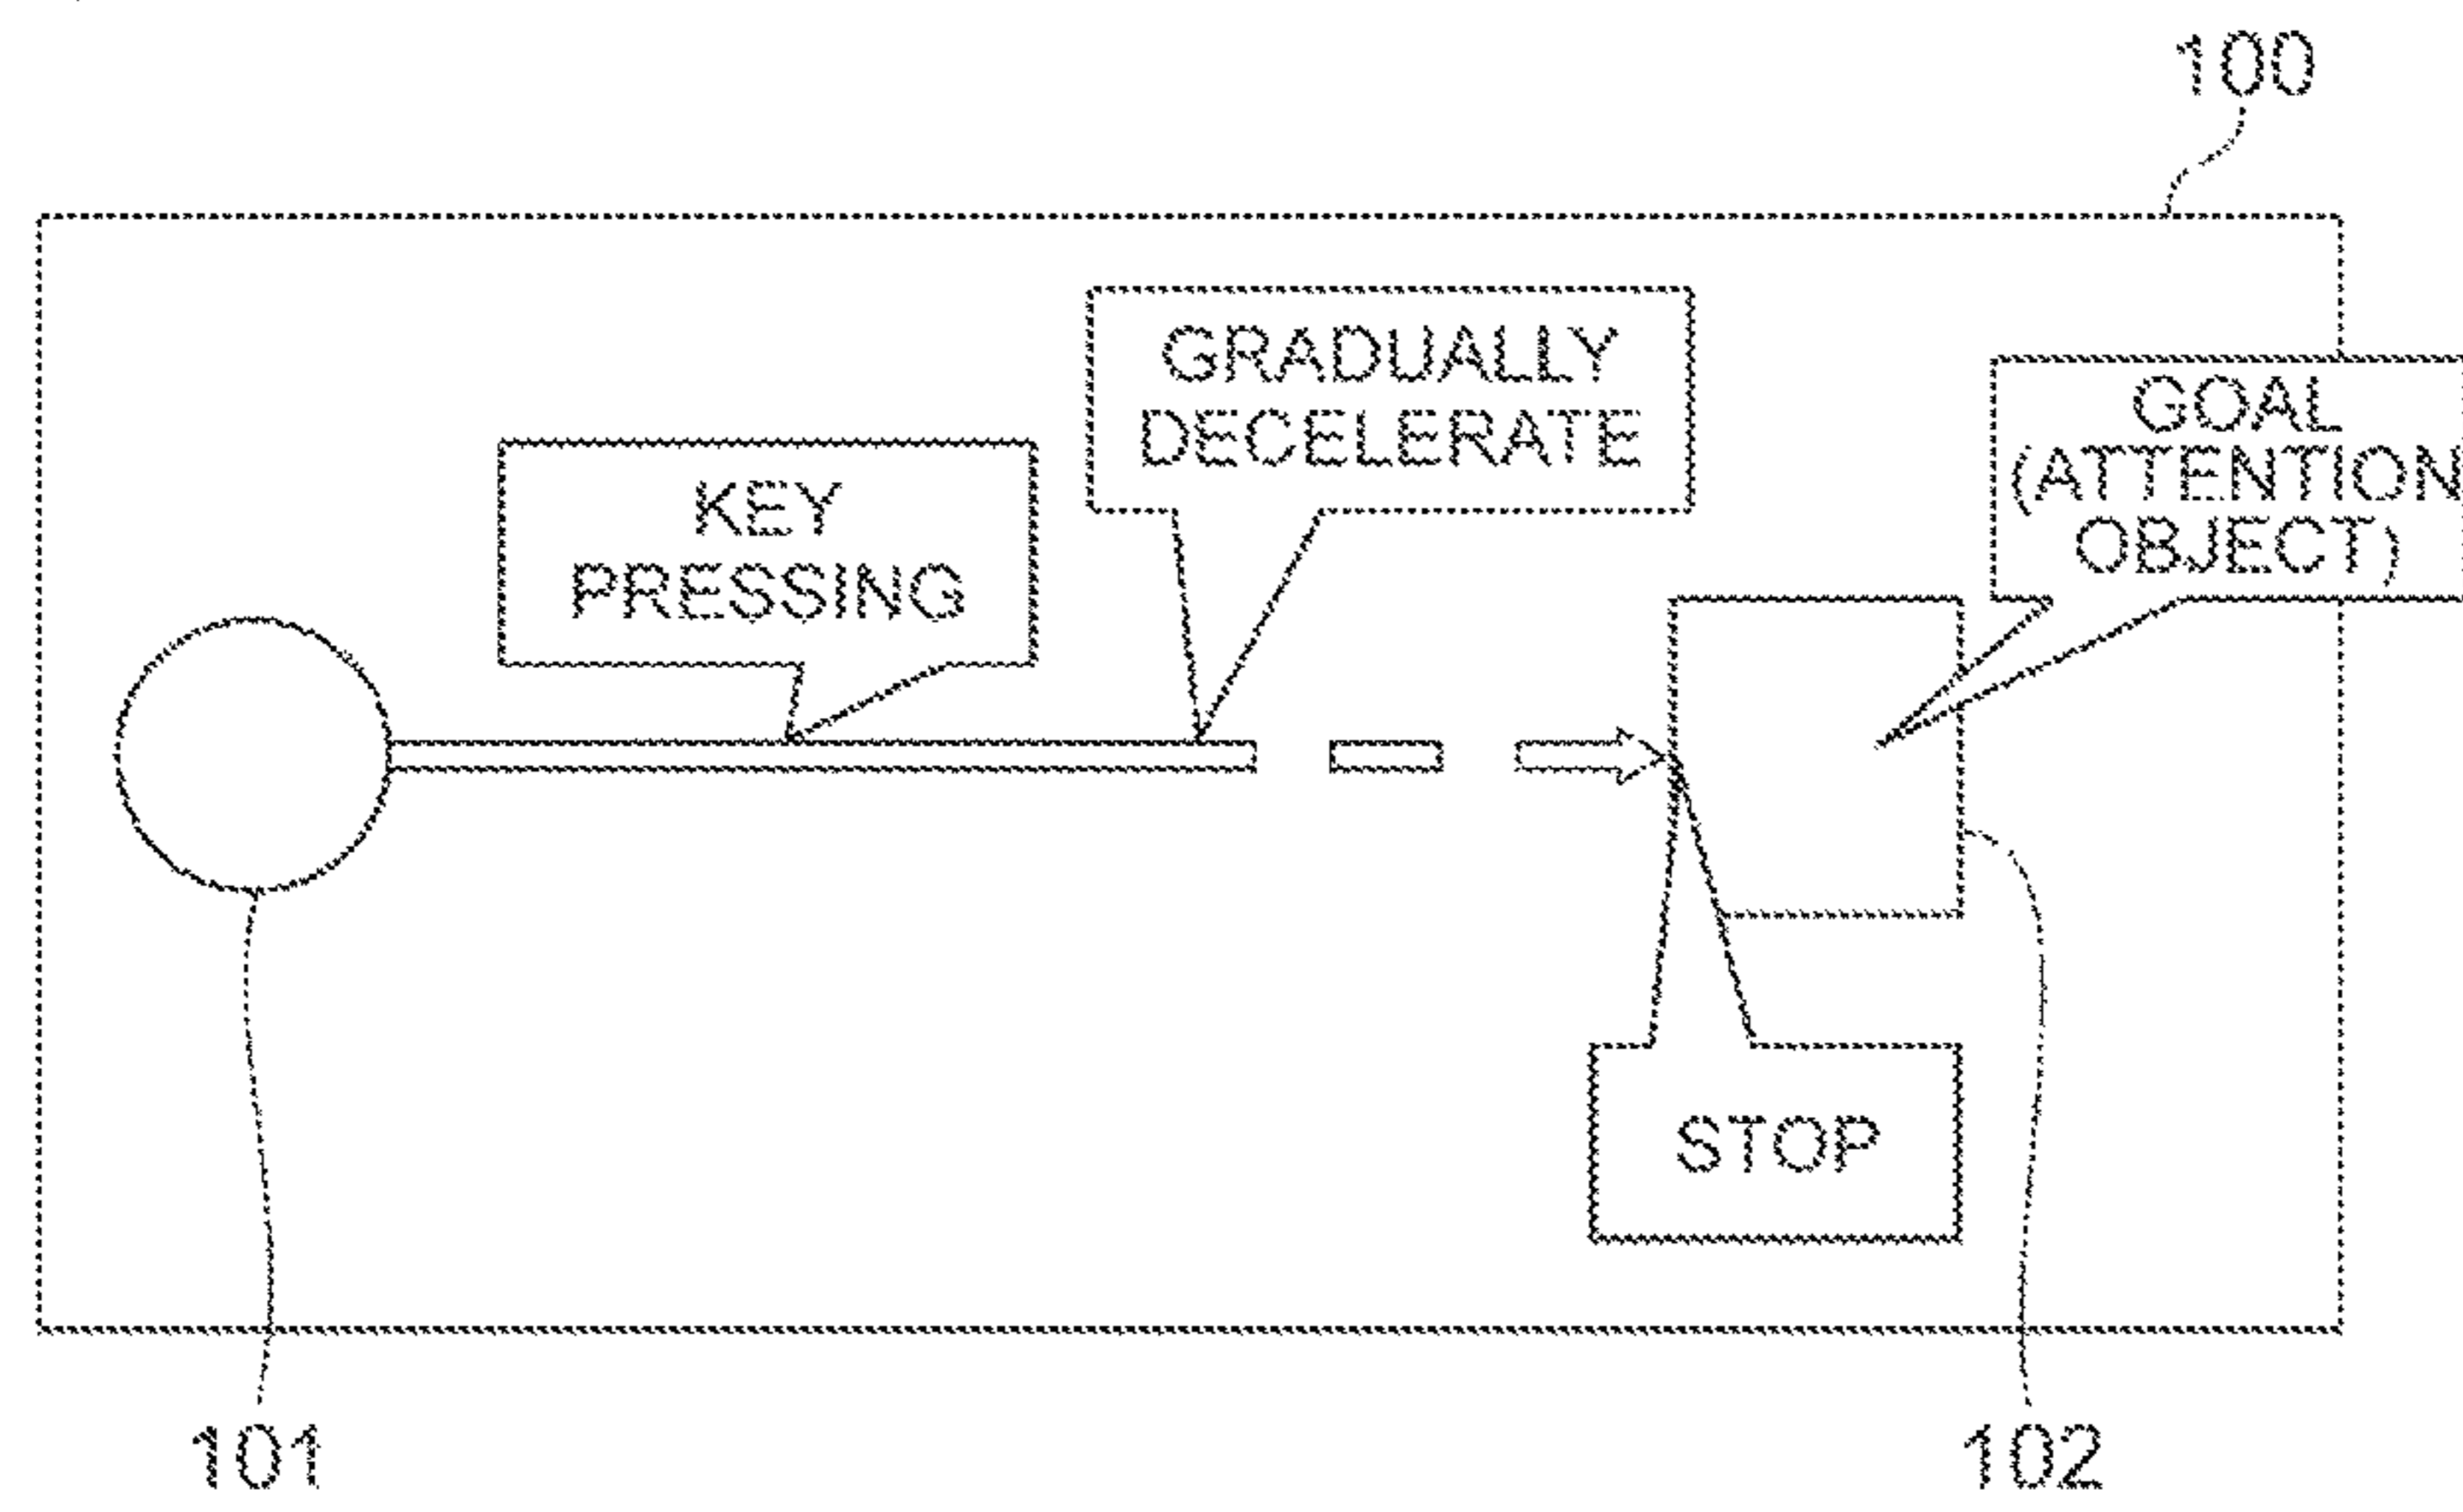 100
GRADUALLY
DECELERATE
GOAL
(ATTENTION
OBJECT)
KEY
PRESSING
STOP
101
102